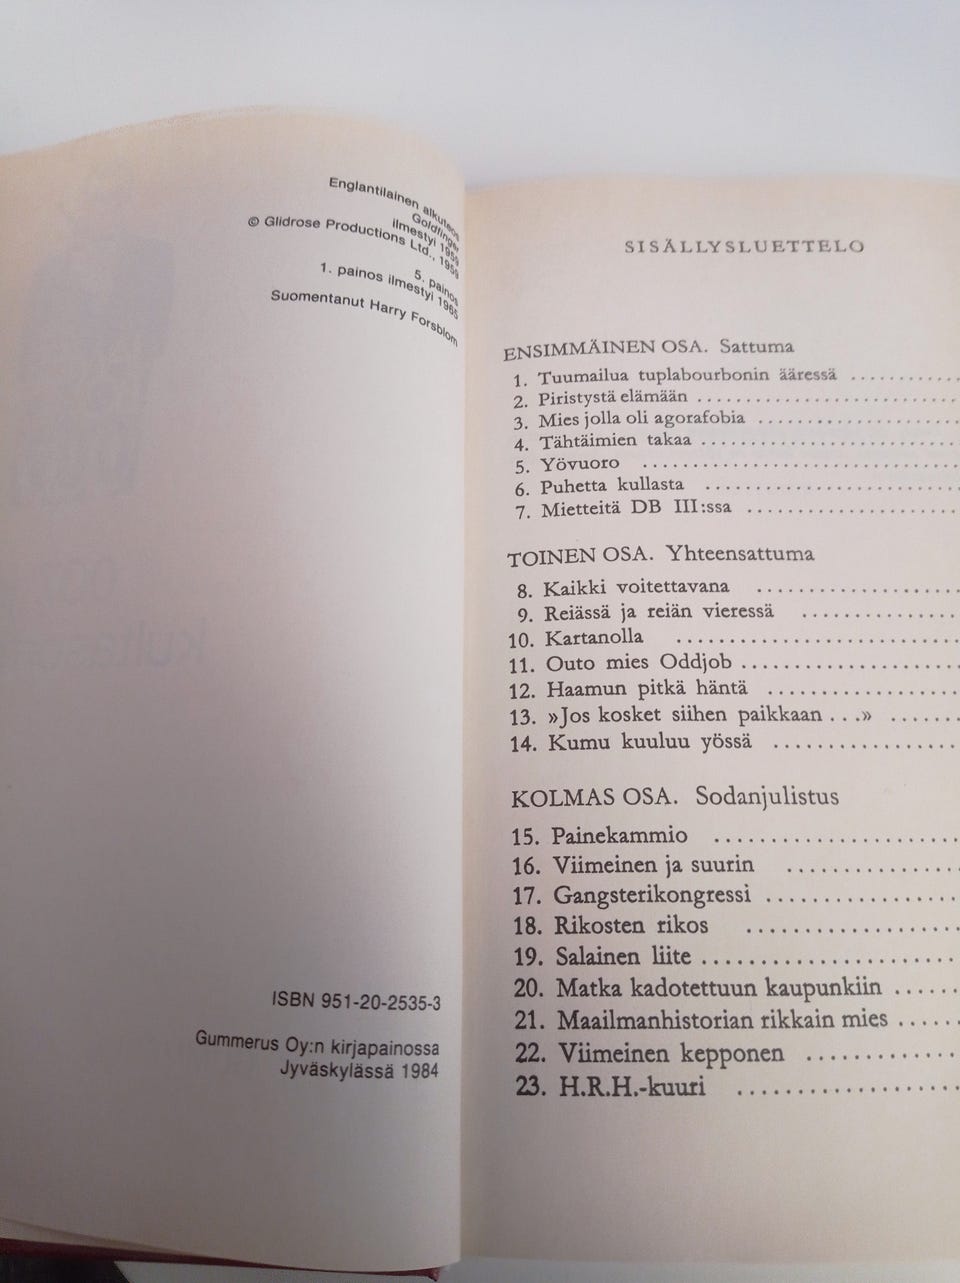 Englantilainen alkuteos
Goldfinger
ilmestyi 1959
© Glidrose Productions Ltd., 1959
5. painos
1. painos ilmestyi 1965
Suomentanut Harry Forsblom
ISBN 951-20-2535-3
Gummerus Oy:n kirjapainossa
Jyväskylässä 1984
SISÄLLYSLUETTELO
ENSIMMÄINEN OSA. Sattuma
1. Tuumailua tuplabourbonin ääressä ..........
2. Piristystä elämään ..........
3. Mies jolla oli agorafobia ..........
4. Tähtäimien takaa ..........
5. Yövuoro ..........
6. Puhetta kullasta ..........
7. Mietteitä DB III:ssa ..........
TOINEN OSA. Yhteensattuma
8. Kaikki voitettavana ..........
9. Reiässä ja reiän vieressä ..........
10. Kartanolla ..........
11. Outo mies Oddjob ..........
12. Haamun pitkä häntä ..........
13. »Jos kosket siihen paikkaan ...» .......
14. Kumu kuuluu yössä ..........
KOLMAS OSA. Sodanjulistus
15. Painekammio ..........
16. Viimeinen ja suurin ..........
17. Gangsterikongressi ..........
18. Rikosten rikos ..........
19. Salainen liite ..........
20. Matka kadotettuun kaupunkiin ......
21. Maailmanhistorian rikkain mies .....
22. Viimeinen kepponen ..........
23. H.R.H.-kuuri ..........